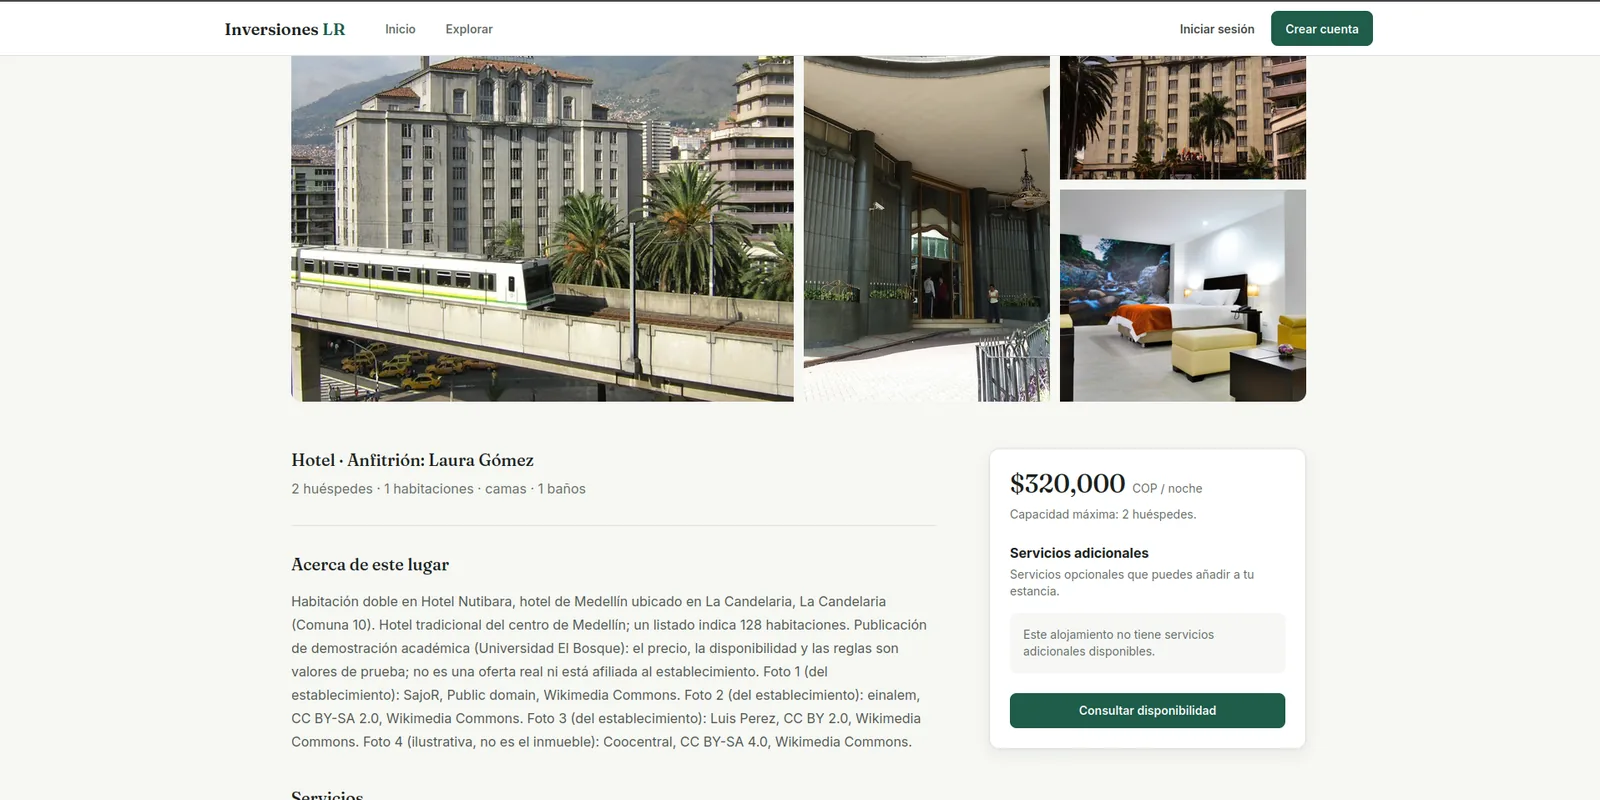 Inversiones LR
Inicio
Explorar
Iniciar sesión
Crear cuenta
Hotel · Anfitrión: Laura Gómez
2 huéspedes · 1 habitaciones · camas · 1 baños
Acerca de este lugar
Habitación doble en Hotel Nutibara, hotel de Medellín ubicado en La Candelaria, La Candelaria
(Comuna 10). Hotel tradicional del centro de Medellín; un listado indica 128 habitaciones. Publicación
de demostración académica (Universidad El Bosque): el precio, la disponibilidad y las reglas son
valores de prueba; no es una oferta real ni está afiliada al establecimiento. Foto 1 (del
establecimiento): SajoR, Public domain, Wikimedia Commons. Foto 2 (del establecimiento): einalem,
CC BY-SA 2.0, Wikimedia Commons. Foto 3 (del establecimiento): Luis Perez, CC BY 2.0, Wikimedia
Commons. Foto 4 (ilustrativa, no es el inmueble): Coocentral, CC BY-SA 4.0, Wikimedia Commons.
Servicios
$320,000 COP / noche
Capacidad máxima: 2 huéspedes.
Servicios adicionales
Servicios opcionales que puedes añadir a tu
estancia.
Este alojamiento no tiene servicios
adicionales disponibles.
Consultar disponibilidad